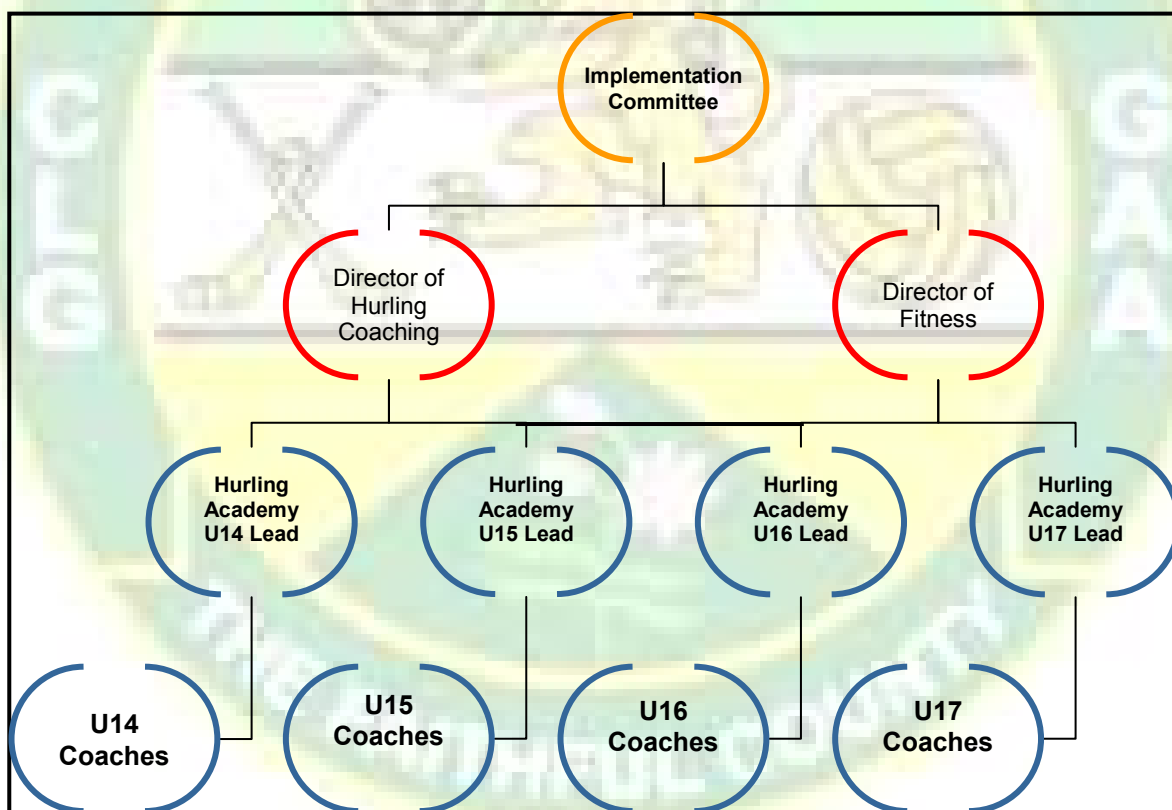 C
L
G
G
A
A
Implementation
Committee
Director of
Hurling
Coaching
Director of
Fitness
Hurling
Academy
U14 Lead
Hurling
Academy
U15 Lead
Hurling
Academy
U16 Lead
Hurling
Academy
U17 Lead
U14
Coaches
U15
Coaches
U16
Coaches
U17
Coaches